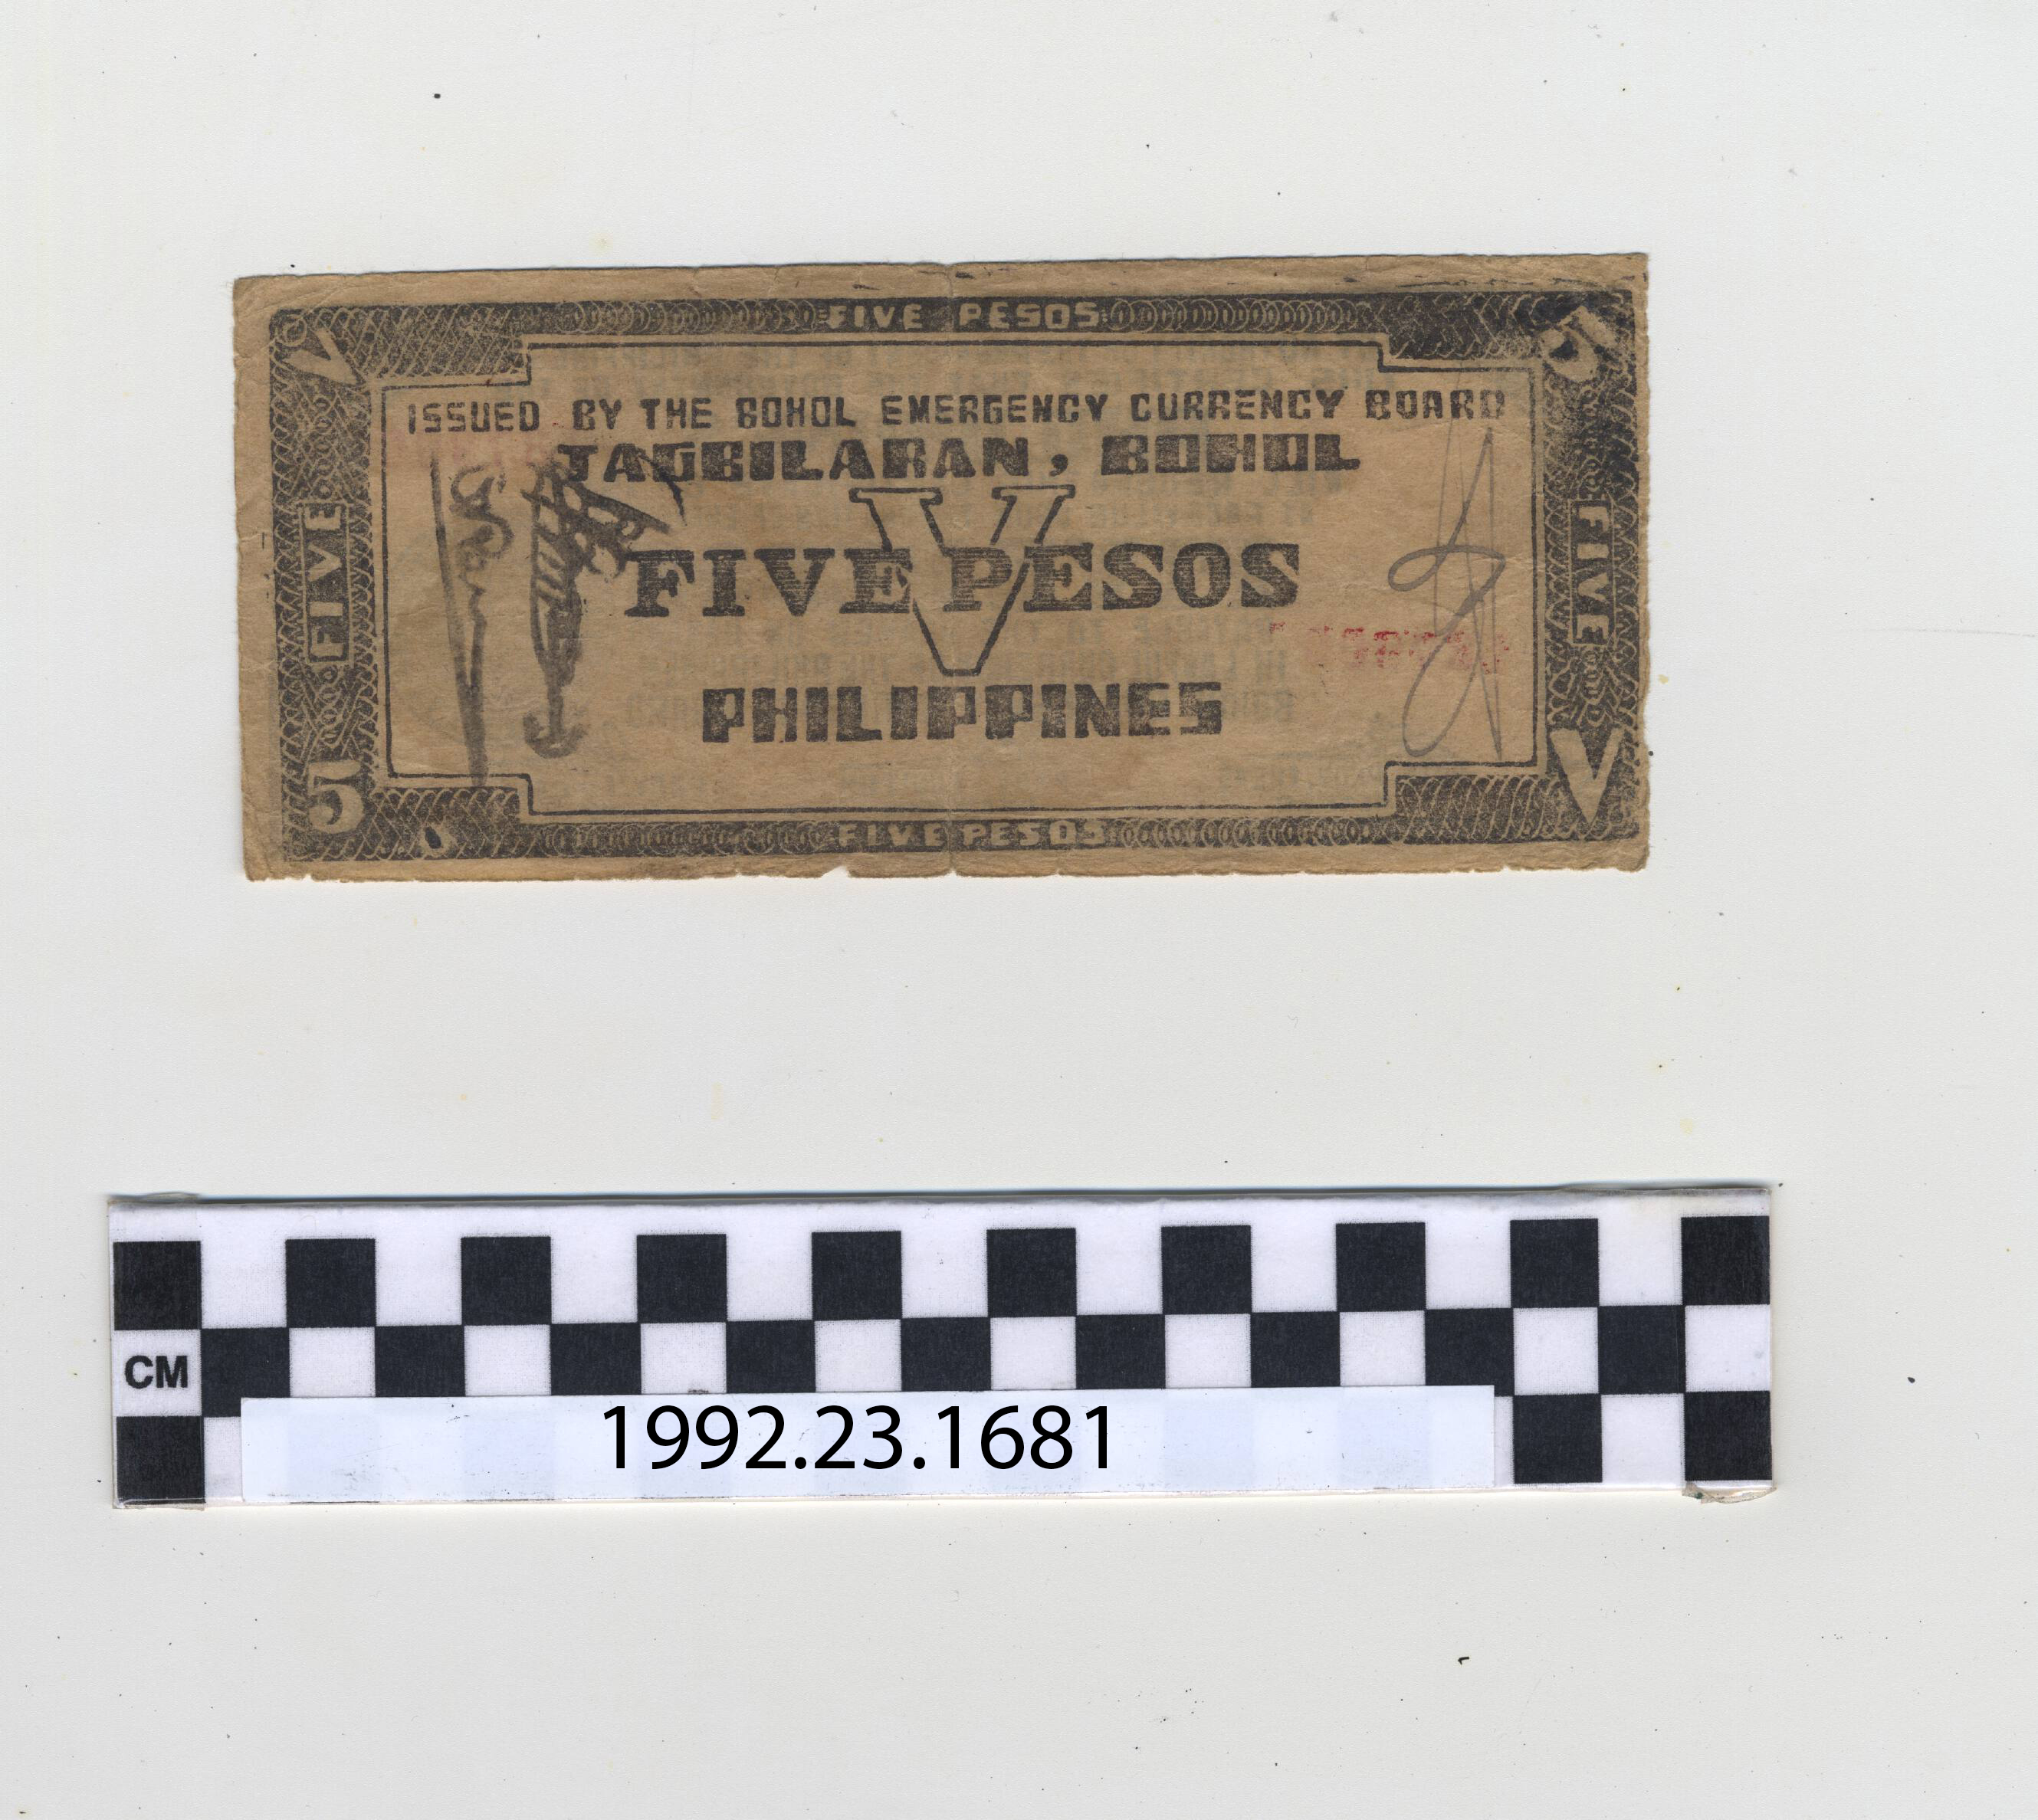 FIVE PESOS
V
5
ISSUED BY THE BOHOL EMERGENCY CURRENCY BOARD
TAGBILARAN, BOHOL
V
FIVE
FIVE PESOS
FIVE
PHILIPPINES
5
V
FIVE PESOS
CM
1992.23.1681